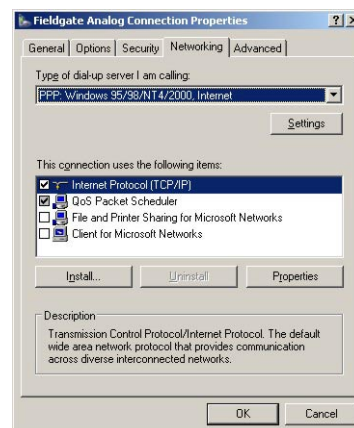 Fieldgate Analog Connection Properties
General Options Security Networking Advanced
Type of dial-up server I am calling:
PPP: Windows 95/98/NT4/2000, Internet
Settings
This connection uses the following items:
Internet Protocol (TCP/IP)
QoS Packet Scheduler
File and Printer Sharing for Microsoft Networks
Client for Microsoft Networks
Install... Uninstall Properties
Description
Transmission Control Protocol/Internet Protocol. The default
wide area network protocol that provides communication
across diverse interconnected networks.
OK Cancel